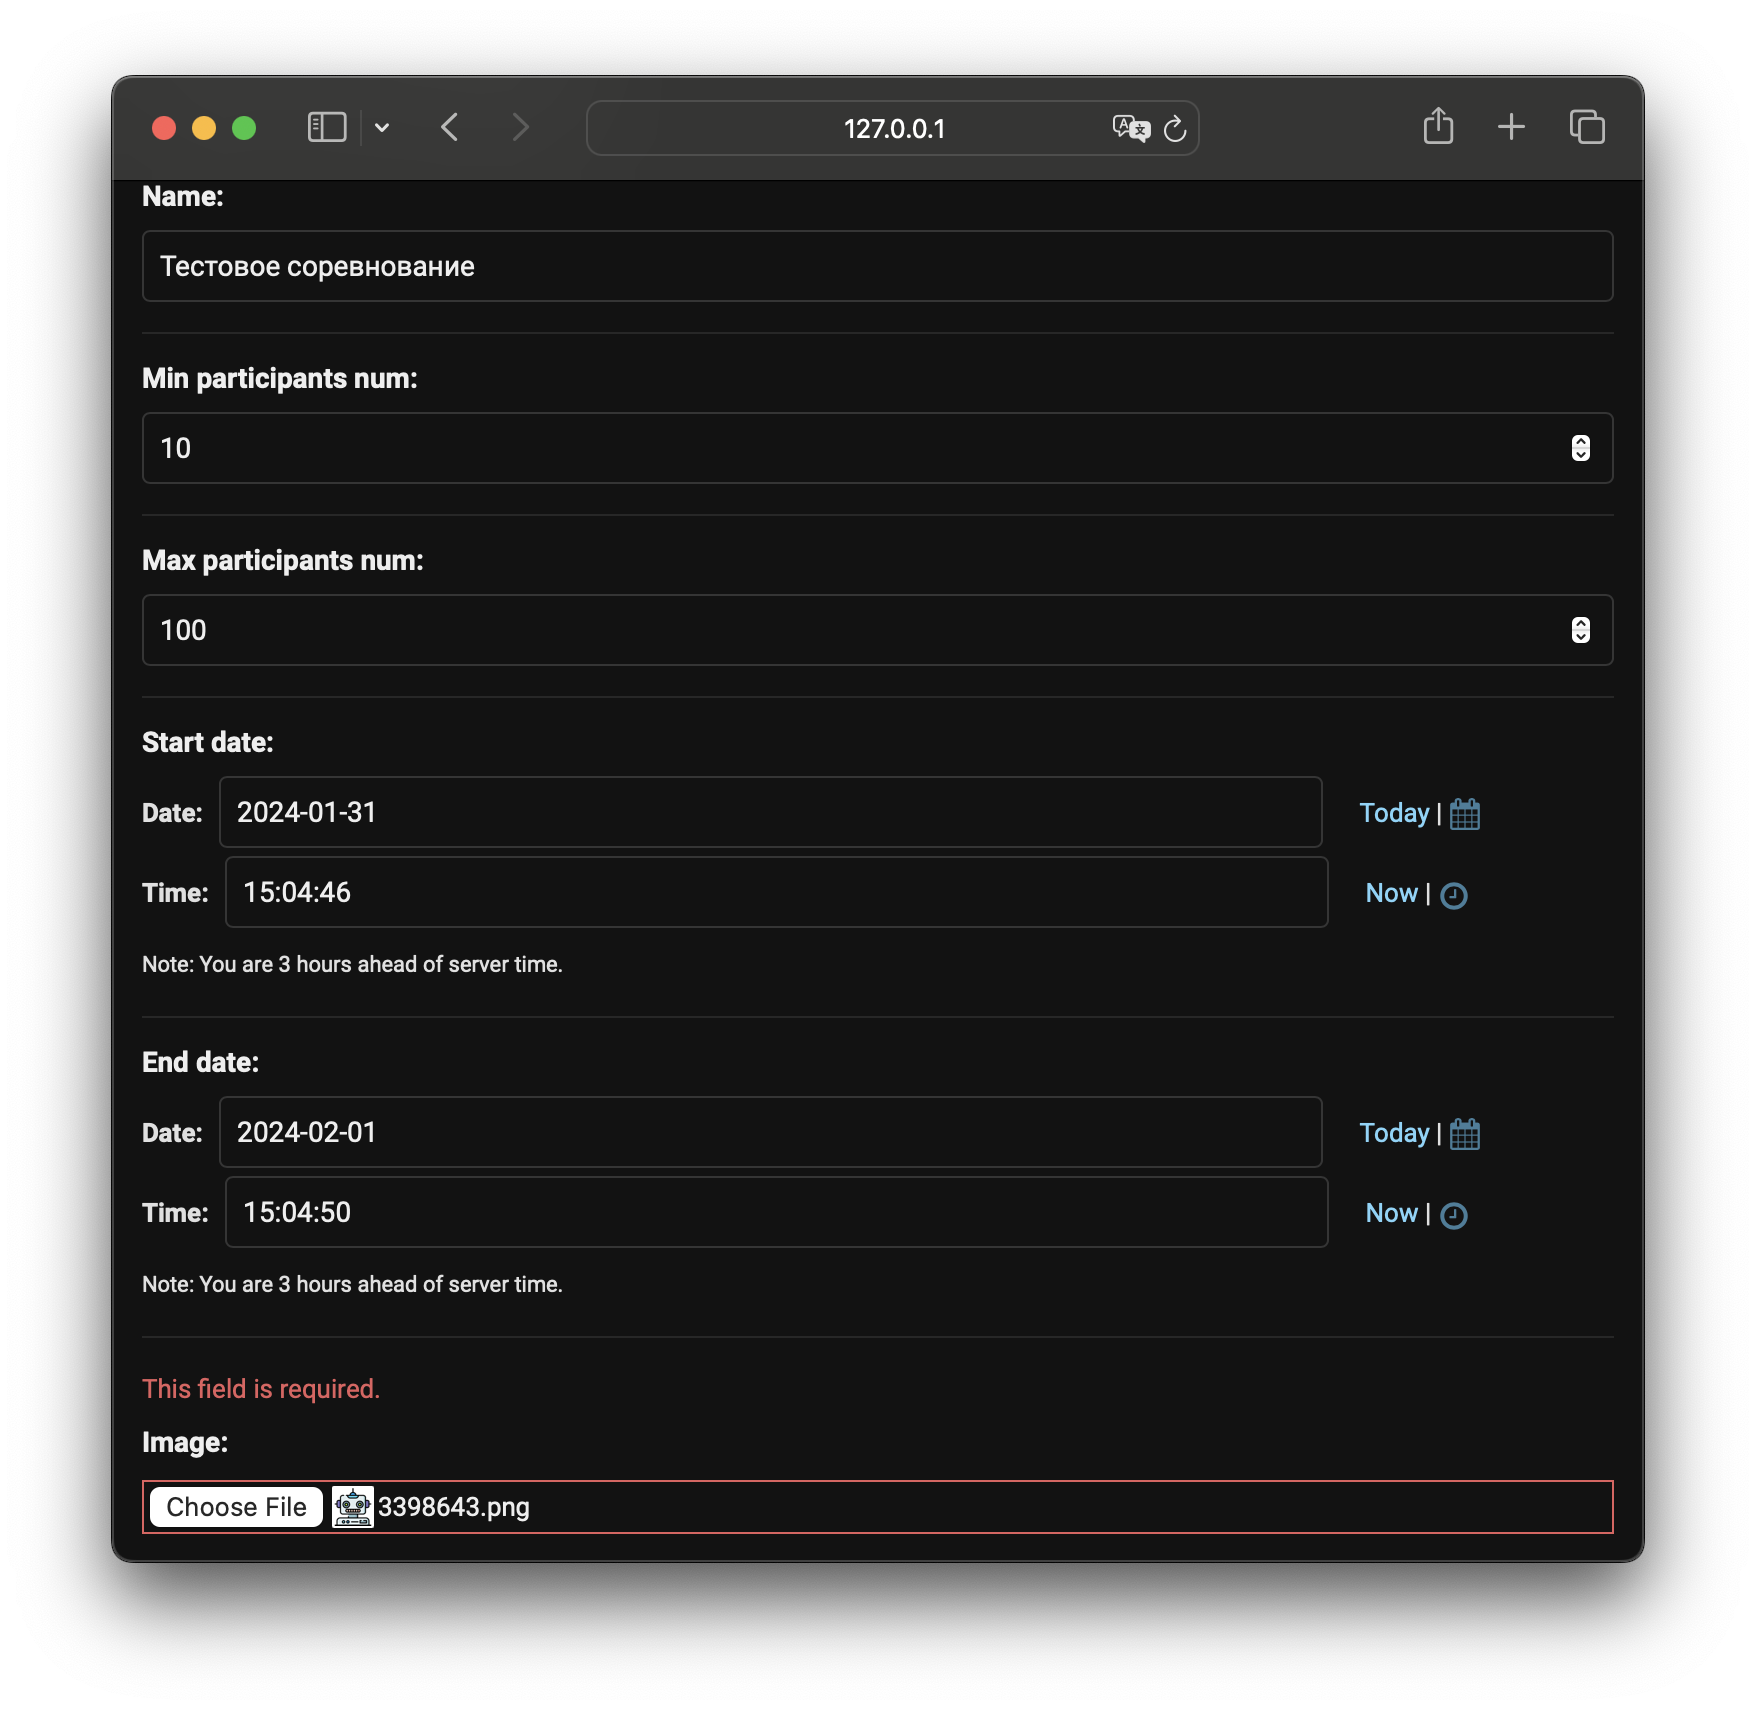 127.0.0.1
Name:
Тестовое соревнование
Min participants num:
10
Max participants num:
100
Start date:
Date: 2024-01-31 Today |
Time: 15:04:46 Now |
Note: You are 3 hours ahead of server time.
End date:
Date: 2024-02-01 Today |
Time: 15:04:50 Now |
Note: You are 3 hours ahead of server time.
This field is required.
Image:
Choose File 3398643.png